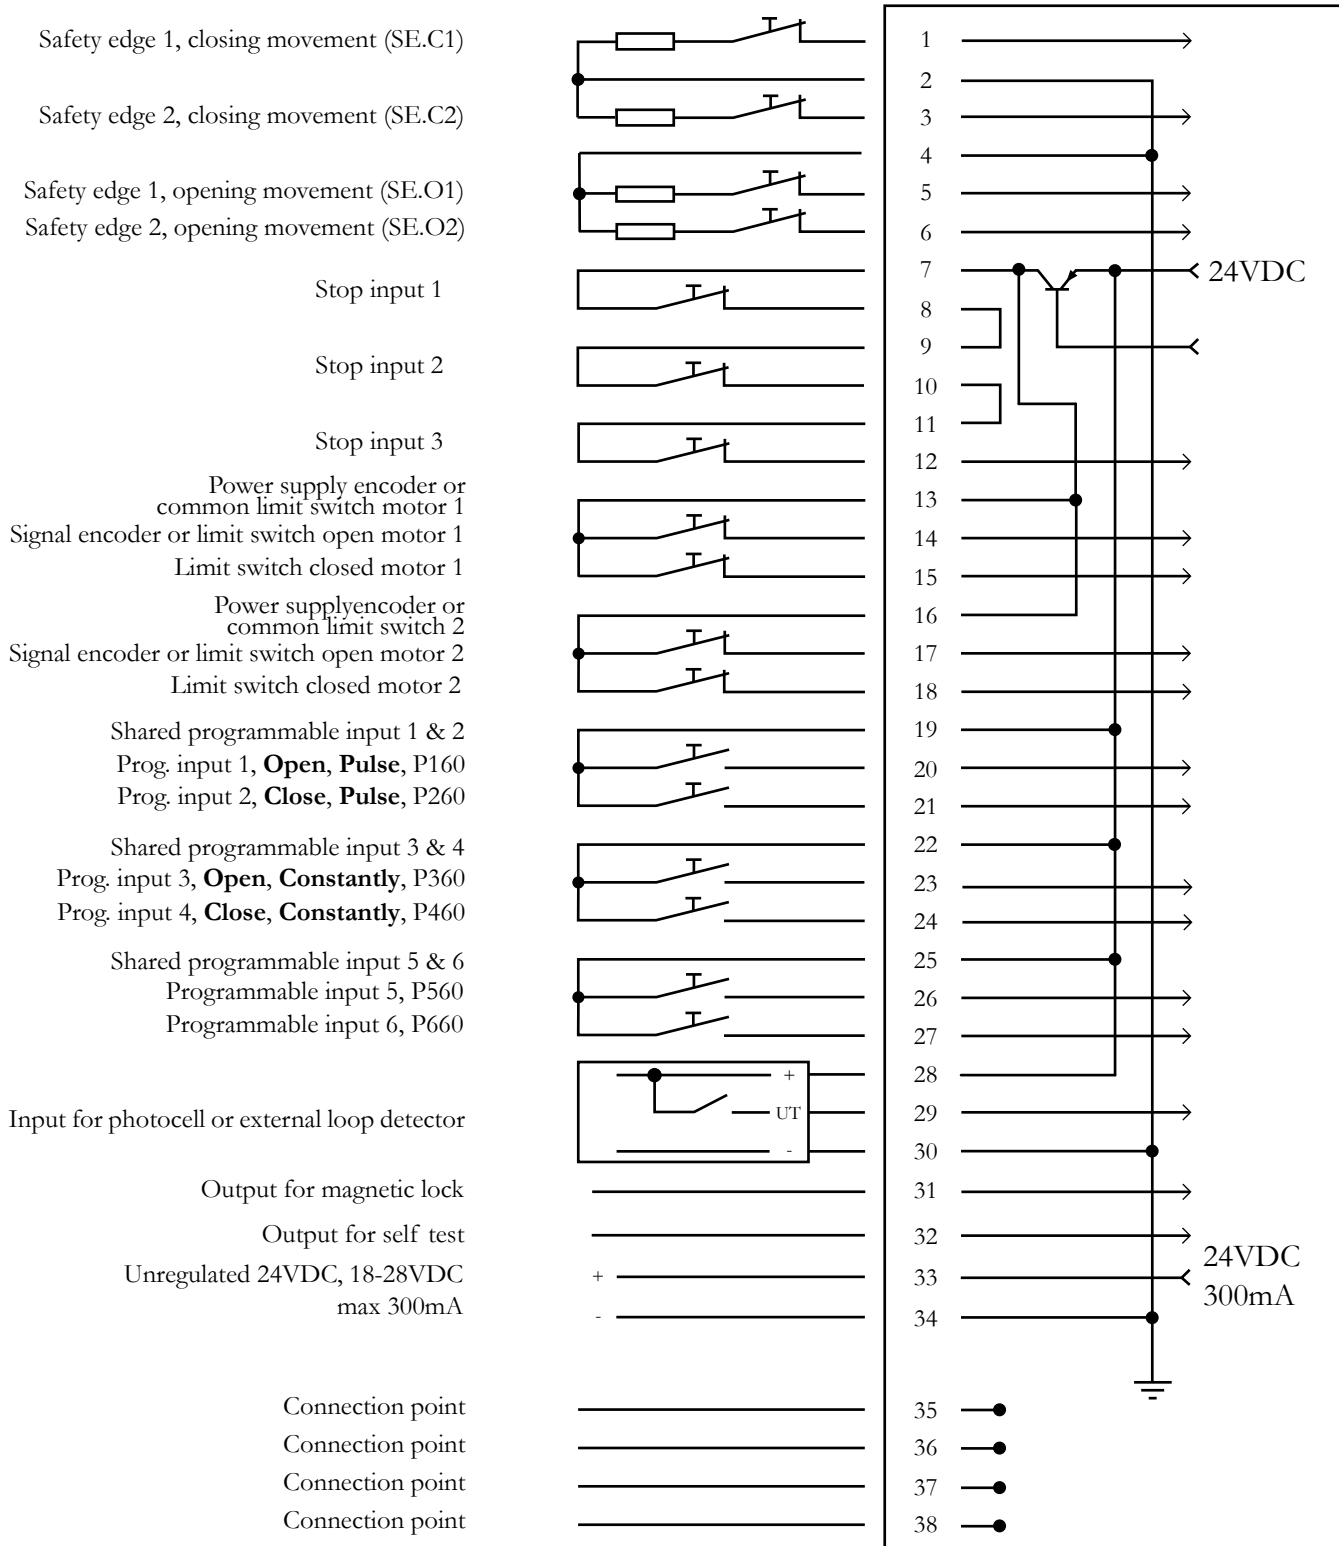 Safety edge 1, closing movement (SE.C1)
1
2
Safety edge 2, closing movement (SE.C2)
3
4
Safety edge 1, opening movement (SE.O1)
5
Safety edge 2, opening movement (SE.O2)
6
7
24VDC
Stop input 1
8
9
Stop input 2
10
11
Stop input 3
12
Power supply encoder or
common limit switch motor 1
13
Signal encoder or limit switch open motor 1
14
Limit switch closed motor 1
15
Power supplyencoder or
common limit switch 2
16
Signal encoder or limit switch open motor 2
17
Limit switch closed motor 2
18
Shared programmable input 1 & 2
19
Prog. input 1, Open, Pulse, P160
20
Prog. input 2, Close, Pulse, P260
21
Shared programmable input 3 & 4
22
Prog. input 3, Open, Constantly, P360
23
Prog. input 4, Close, Constantly, P460
24
Shared programmable input 5 & 6
25
Programmable input 5, P560
26
Programmable input 6, P660
27
+
28
Input for photocell or external loop detector
UT
29
-
30
Output for magnetic lock
31
Output for self test
32
Unregulated 24VDC, 18-28VDC
max 300mA
+
33
24VDC
300mA
-
34
Connection point
35
Connection point
36
Connection point
37
Connection point
38